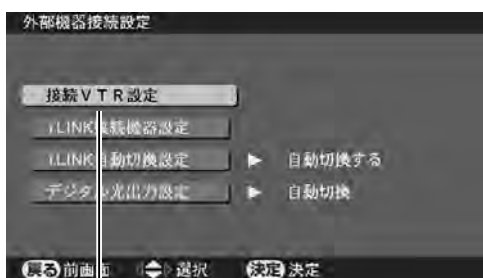 外部機器接続設定
接続VTR設定
i.LINK接続機器設定
i.LINK自動切換設定 ▶ 自動切換する
デジタル光出力設定 ▶ 自動切換
戻る 前画面 選択 決定 決定